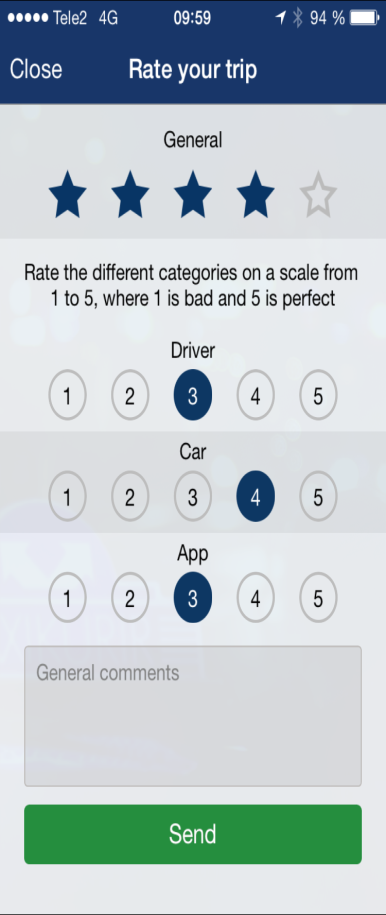 Tele2 4G 09:59 94 %
Close Rate your trip
General
Rate the different categories on a scale from
1 to 5, where 1 is bad and 5 is perfect
Driver
1 2 3 4 5
Car
1 2 3 4 5
App
1 2 3 4 5
General comments
Send